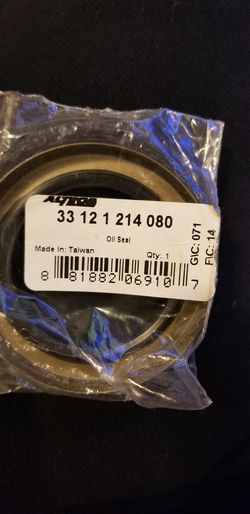 33 12 1 214 080
Oil Seal
Made In: Taiwan
Qty: 1
8 81882 06910 7
GIC: 071
FIC: 14